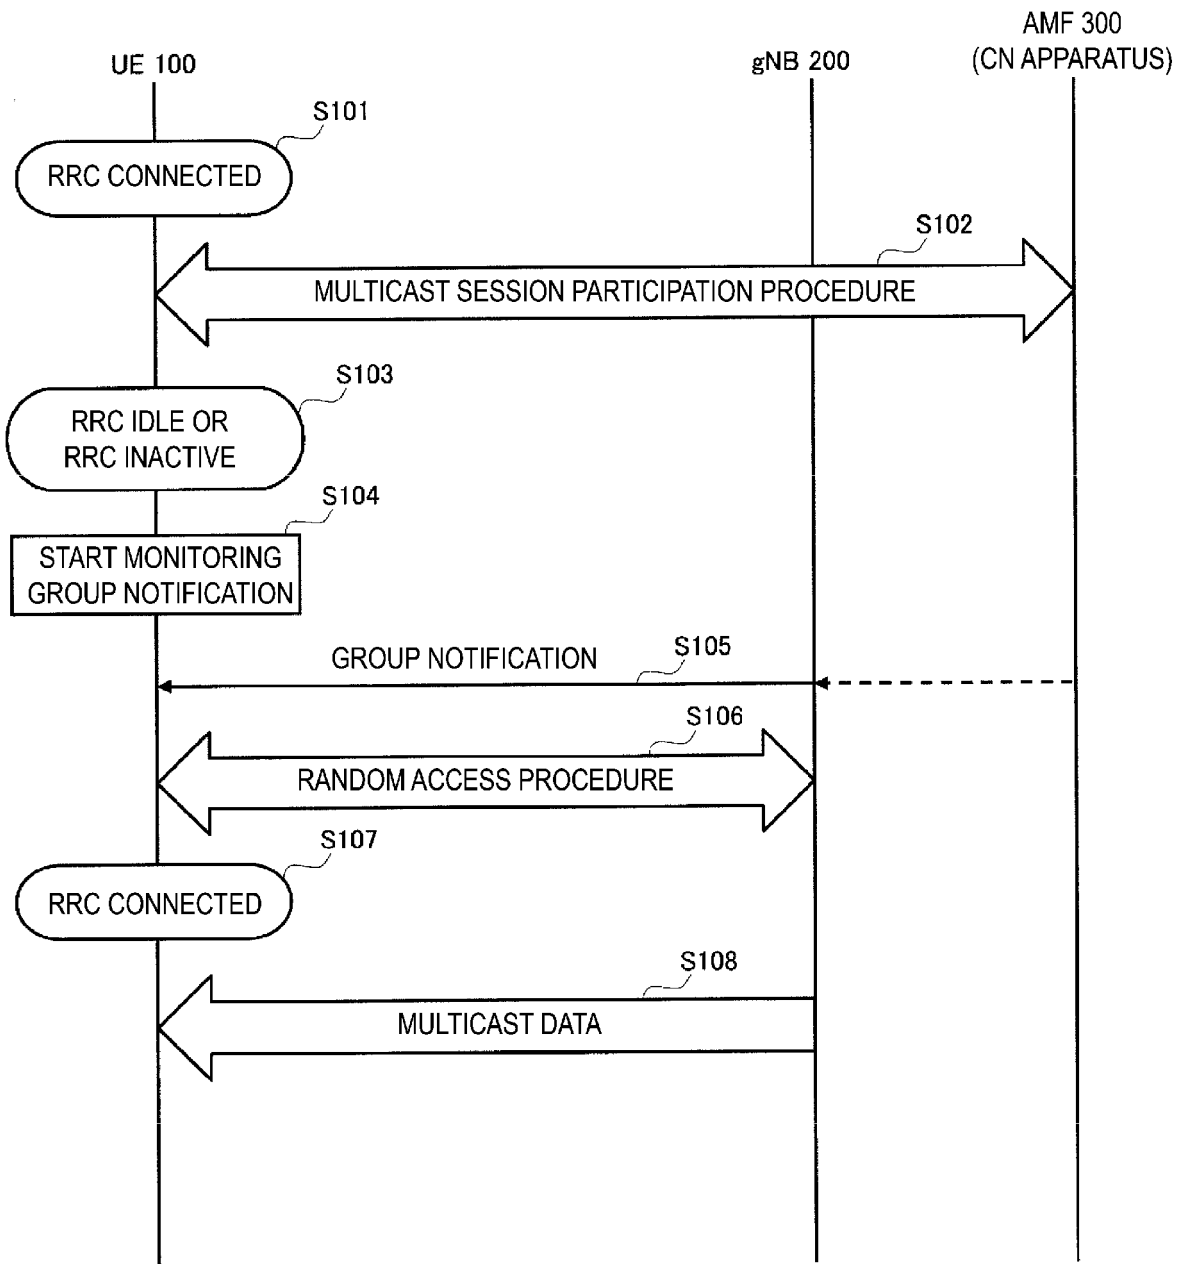 AMF 300
(CN APPARATUS)
UE 100
gNB 200
S101
RRC CONNECTED
S102
MULTICAST SESSION PARTICIPATION PROCEDURE
S103
RRC IDLE OR
RRC INACTIVE
S104
START MONITORING
GROUP NOTIFICATION
GROUP NOTIFICATION
S105
S106
RANDOM ACCESS PROCEDURE
S107
RRC CONNECTED
S108
MULTICAST DATA